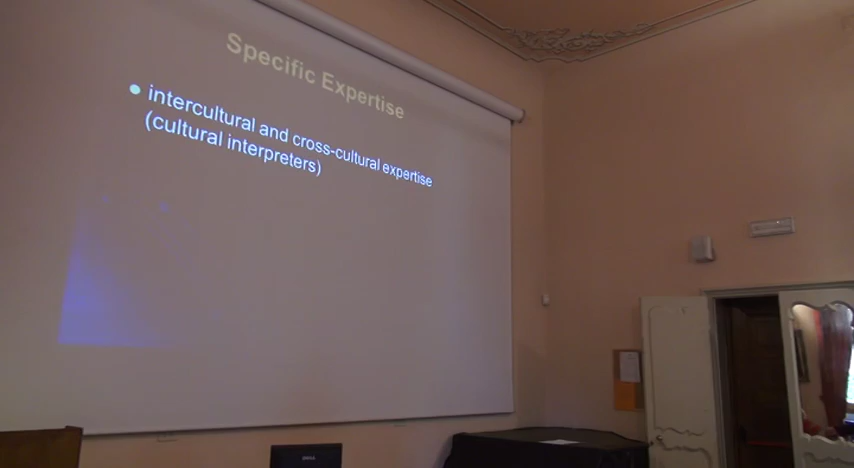 Specific Expertise
intercultural and cross-cultural expertise
(cultural interpreters)